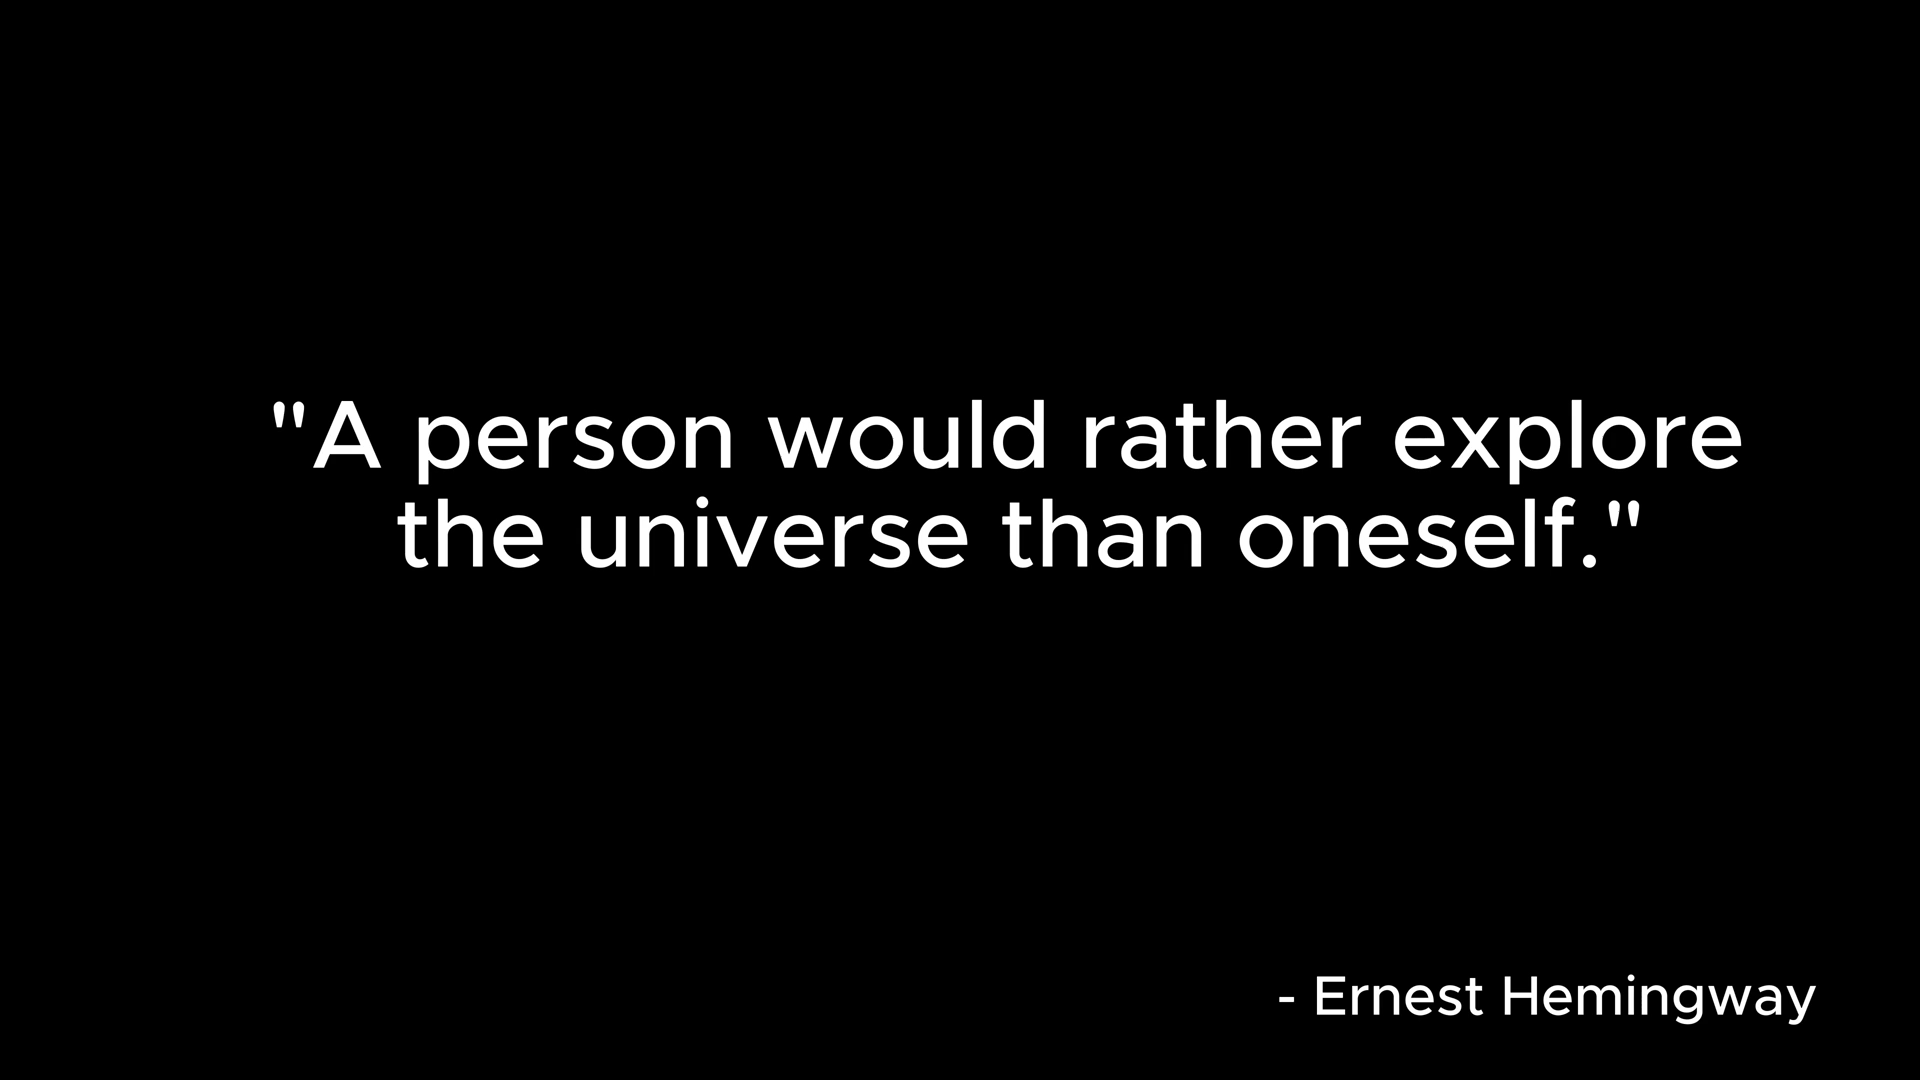 "A person would rather explore
the universe than oneself."
- Ernest Hemingway